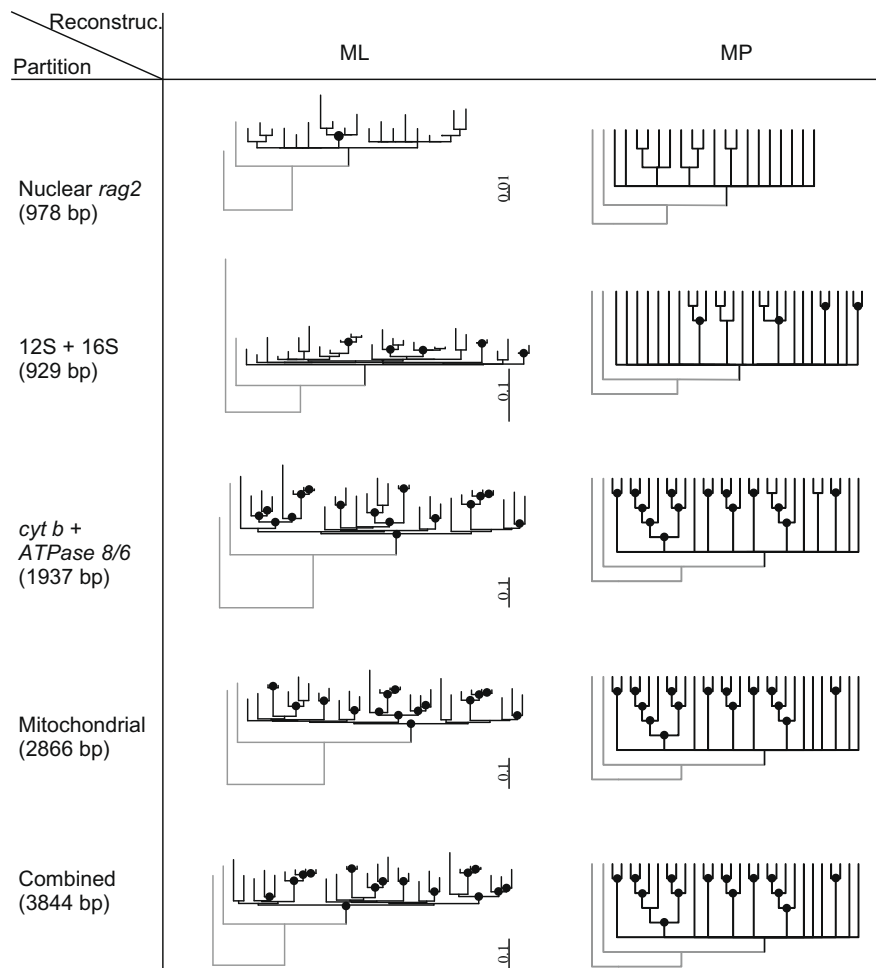 Reconstruc.
Partition
ML
MP
Nuclear rag2
(978 bp)
0.01
12S + 16S
(929 bp)
0.1
cyt b +
ATPase 8/6
(1937 bp)
0.1
Mitochondrial
(2866 bp)
0.1
Combined
(3844 bp)
0.1